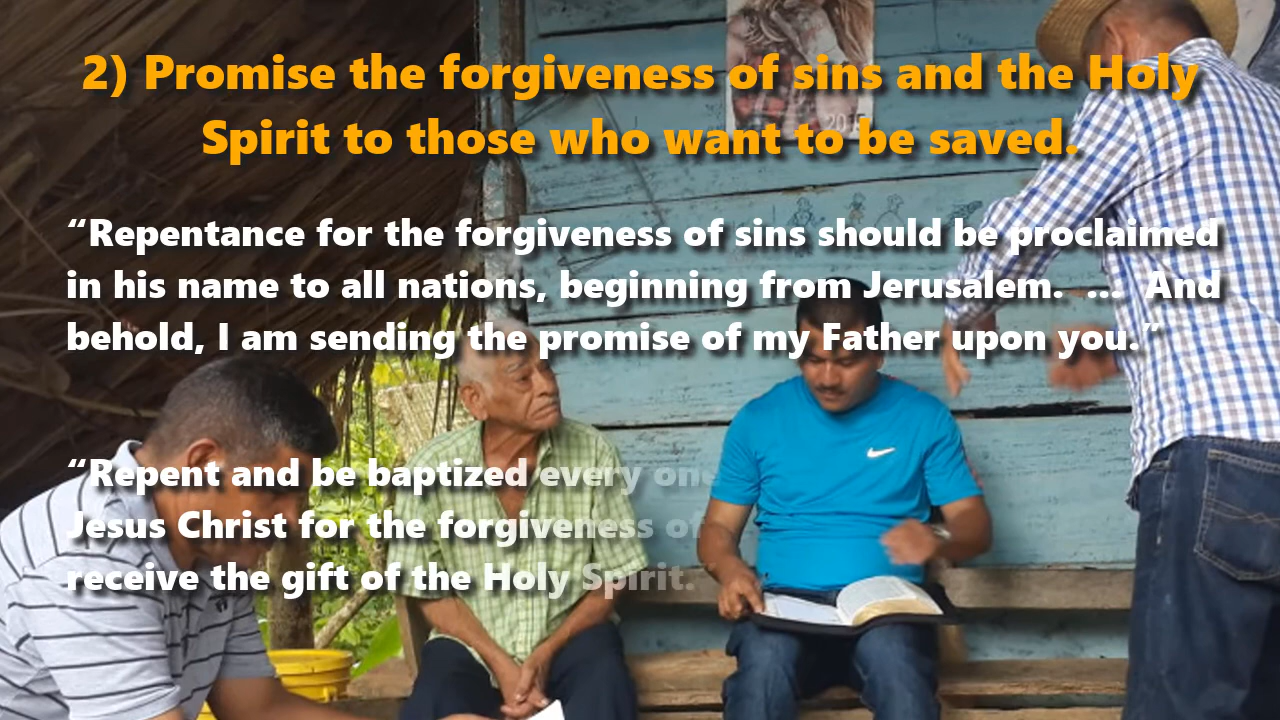 2) Promise the forgiveness of sins and the Holy
Spirit to those who want to be saved.
“Repentance for the forgiveness of sins should be proclaimed
in his name to all nations, beginning from Jerusalem. ... And
behold, I am sending the promise of my Father upon you.”
“Repent and be baptized every one
Jesus Christ for the forgiveness of
receive the gift of the Holy Spirit.
2015